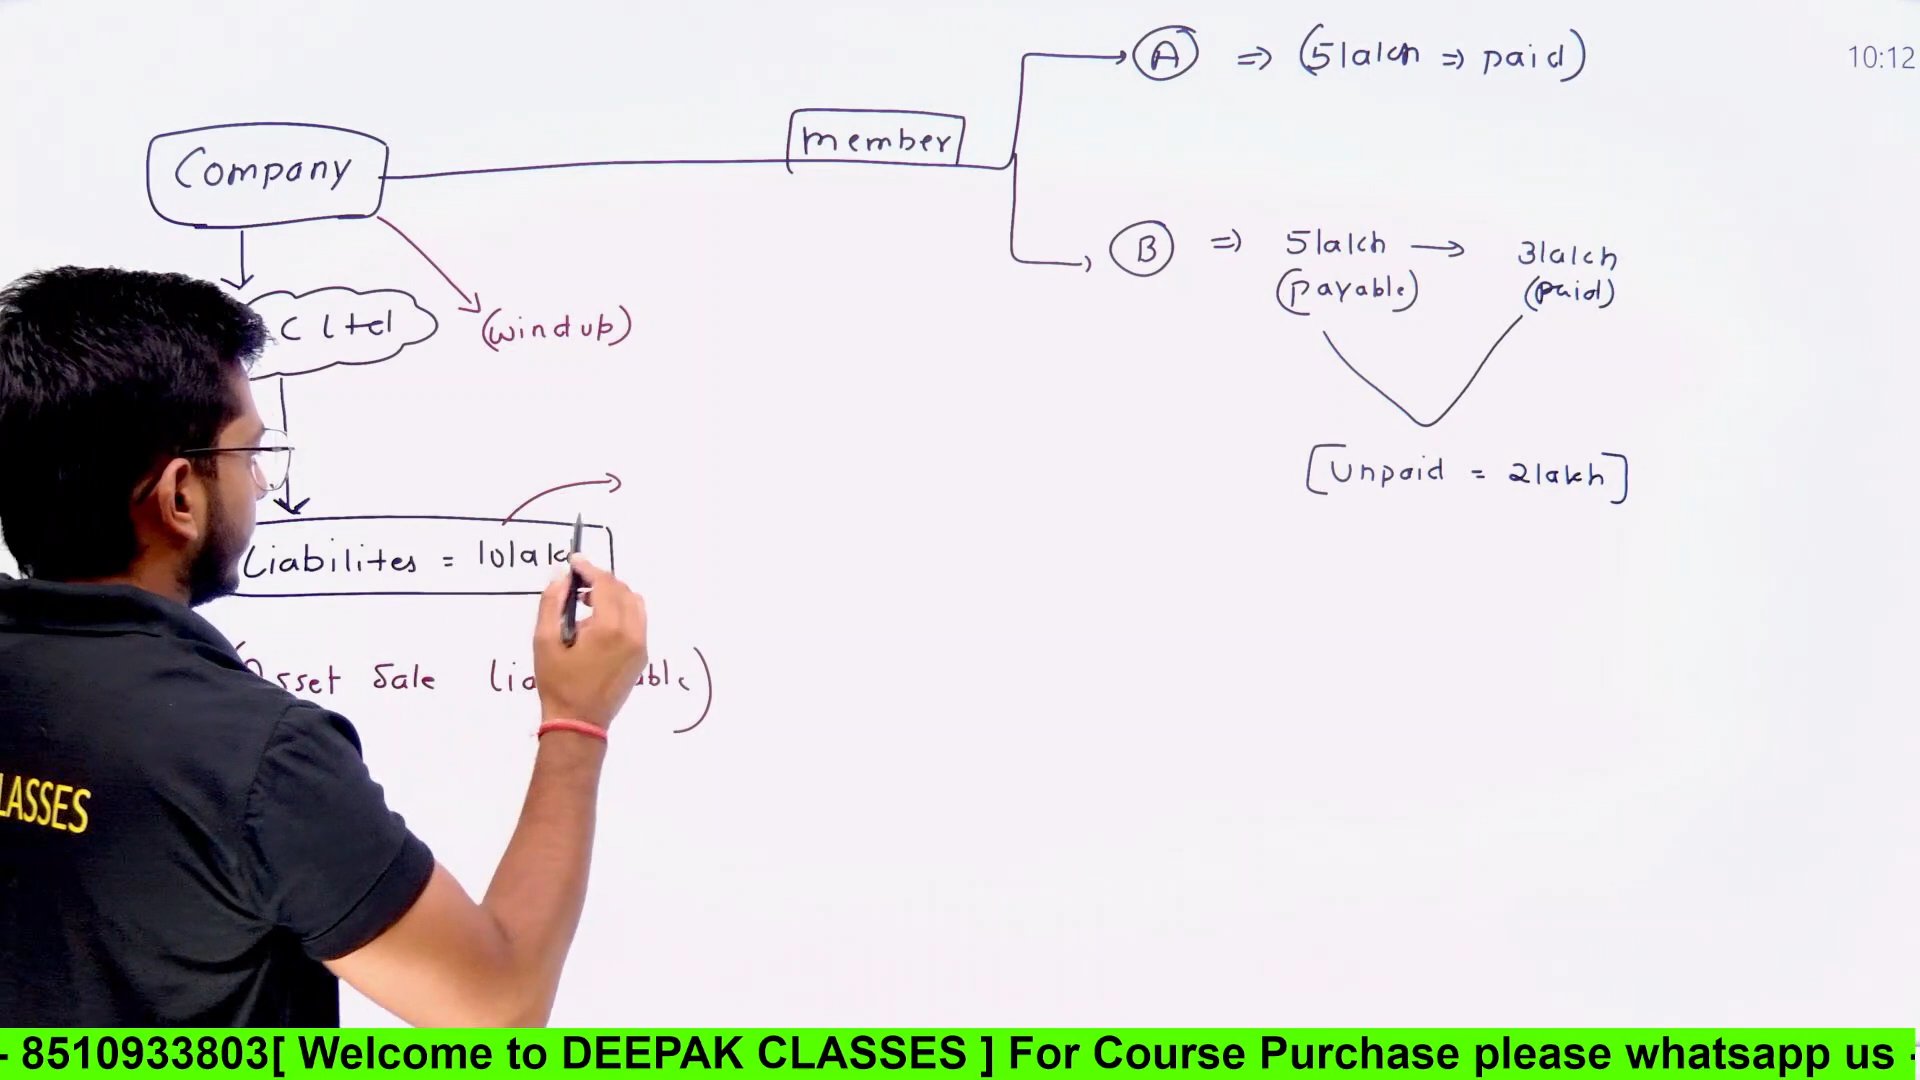 A ⇒ (5lakh ⇒ paid)
10:12
member
Company
B ⇒ 5lakh → 3lakh
(payable) (paid)
C Ltd
(windup)
[Unpaid = 2lakh]
Liabilites = 10lak
Asset Sale
LASSES
- 8510933803[ Welcome to DEEPAK CLASSES ] For Course Purchase please whatsapp us -